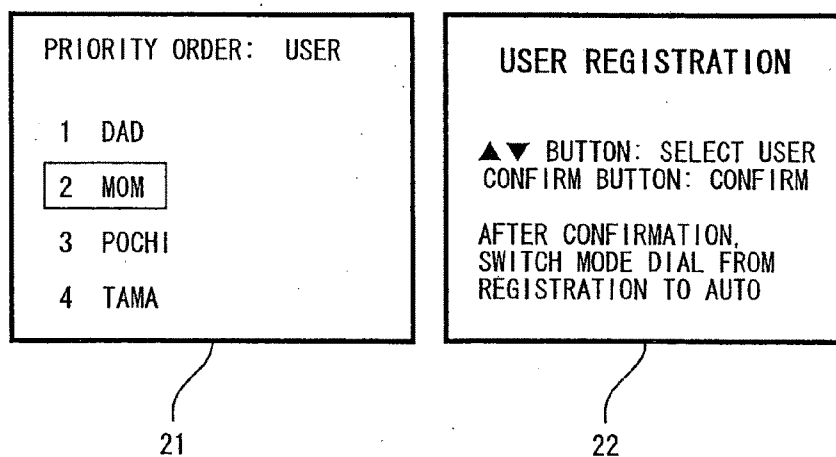 PRIORITY ORDER: USER
1 DAD
2 MOM
3 POCHI
4 TAMA
21
USER REGISTRATION
▲▼ BUTTON: SELECT USER
CONFIRM BUTTON: CONFIRM
AFTER CONFIRMATION,
SWITCH MODE DIAL FROM
REGISTRATION TO AUTO
22